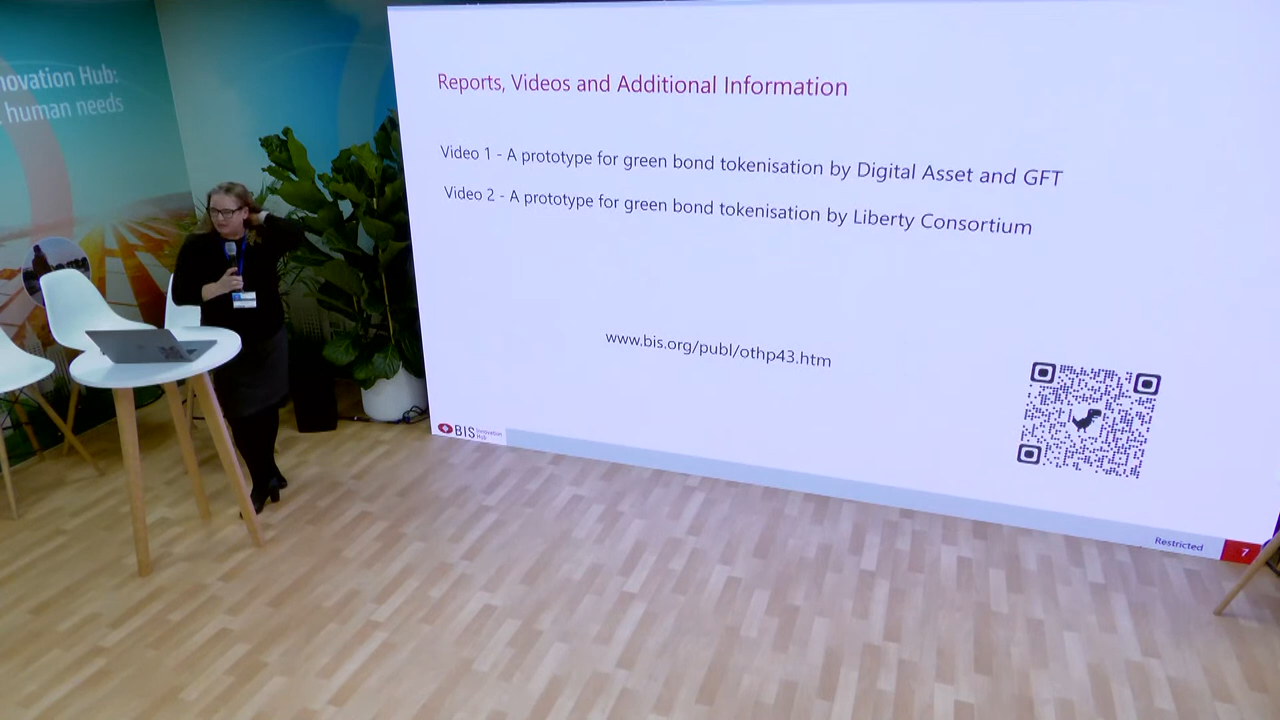 novation Hub:
human needs
Reports, Videos and Additional Information
Video 1 - A prototype for green bond tokenisation by Digital Asset and GFT
Video 2 - A prototype for green bond tokenisation by Liberty Consortium
www.bis.org/publ/othp43.htm
BIS Innovation
Hub
Restricted
7